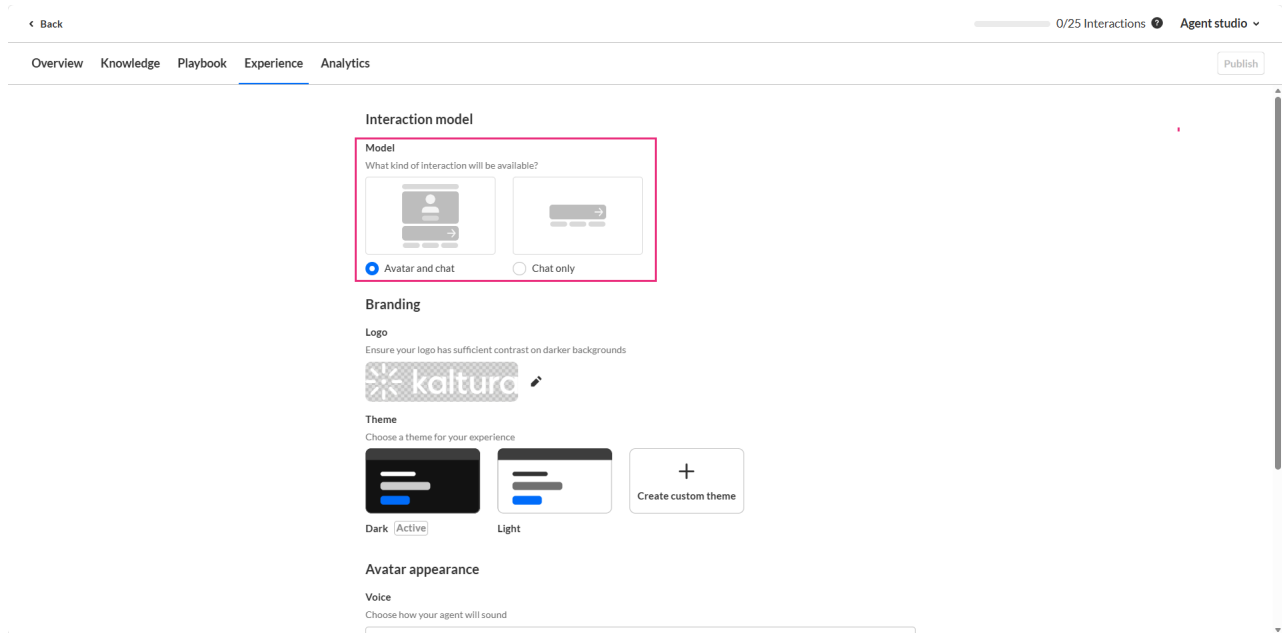 Back
0/25 Interactions ? Agent studio
Overview Knowledge Playbook Experience Analytics Publish
Interaction model
Model
What kind of interaction will be available?
Avatar and chat Chat only
Branding
Logo
Ensure your logo has sufficient contrast on darker backgrounds
kaltura
Theme
Choose a theme for your experience
Create custom theme
Dark Active Light
Avatar appearance
Voice
Choose how your agent will sound